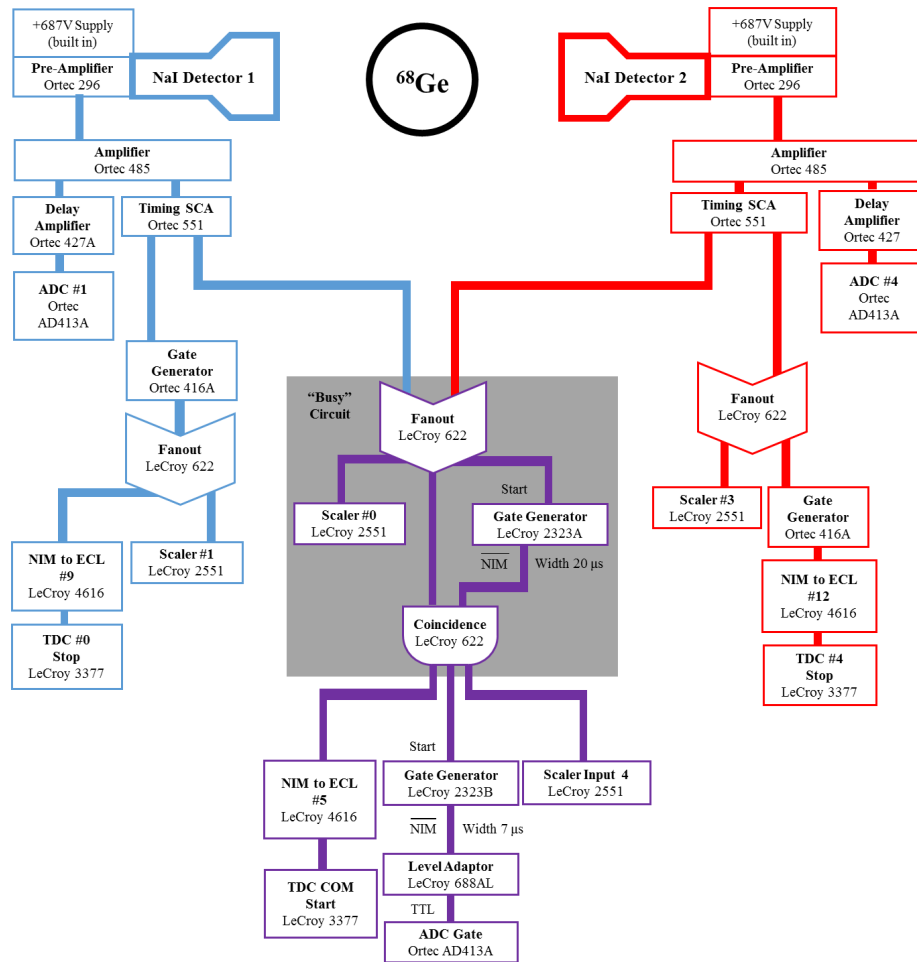 +687V Supply
(built in)
Pre-Amplifier
Ortec 296
NaI Detector 1
⁶⁸Ge
NaI Detector 2
+687V Supply
(built in)
Pre-Amplifier
Ortec 296
Amplifier
Ortec 485
Amplifier
Ortec 485
Delay
Amplifier
Ortec 427A
Timing SCA
Ortec 551
Timing SCA
Ortec 551
Delay
Amplifier
Ortec 427
ADC #1
Ortec
AD413A
ADC #4
Ortec
AD413A
Gate
Generator
Ortec 416A
"Busy"
Circuit
Fanout
LeCroy 622
Fanout
LeCroy 622
Fanout
LeCroy 622
Scaler #0
LeCroy 2551
Start
Gate Generator
LeCroy 2323A
Scaler #3
LeCroy 2551
Gate
Generator
Ortec 416A
NIM to ECL
#9
LeCroy 4616
Scaler #1
LeCroy 2551
NIM
Width 20 μs
NIM to ECL
#12
LeCroy 4616
Coincidence
LeCroy 622
TDC #0
Stop
LeCroy 3377
TDC #4
Stop
LeCroy 3377
Start
NIM to ECL
#5
LeCroy 4616
Gate Generator
LeCroy 2323B
Scaler Input 4
LeCroy 2551
NIM
Width 7 μs
Level Adaptor
LeCroy 688AL
TDC COM
Start
LeCroy 3377
TTL
ADC Gate
Ortec AD413A